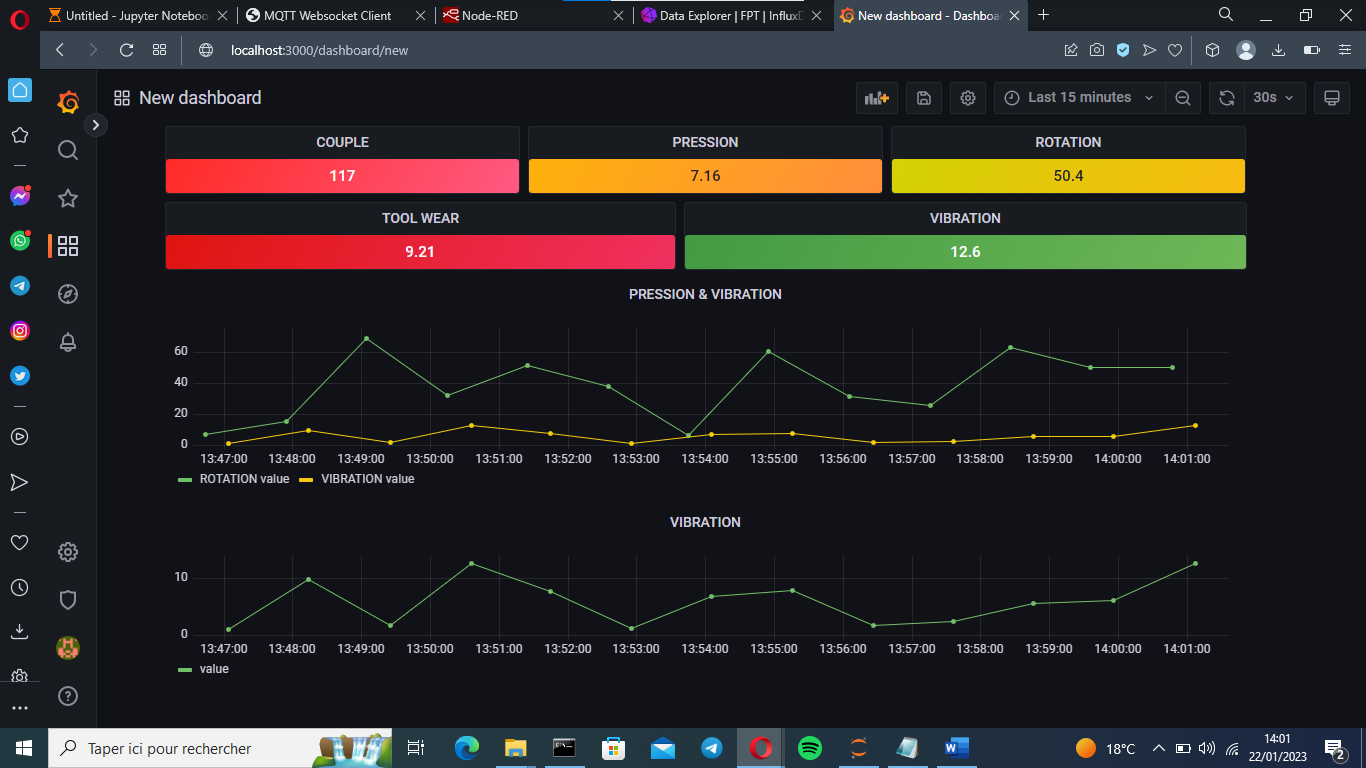 Untitled - Jupyter Noteboo
MQTT Websocket Client
Node-RED
Data Explorer | FPT | InfluxD
New dashboard - Dashboa
localhost:3000/dashboard/new
New dashboard
Last 15 minutes
30s
COUPLE
PRESSION
ROTATION
117
7.16
50.4
TOOL WEAR
VIBRATION
9.21
12.6
PRESSION & VIBRATION
60
40
20
0
13:47:00 13:48:00 13:49:00 13:50:00 13:51:00 13:52:00 13:53:00 13:54:00 13:55:00 13:56:00 13:57:00 13:58:00 13:59:00 14:00:00 14:01:00
ROTATION value VIBRATION value
VIBRATION
10
0
13:47:00 13:48:00 13:49:00 13:50:00 13:51:00 13:52:00 13:53:00 13:54:00 13:55:00 13:56:00 13:57:00 13:58:00 13:59:00 14:00:00 14:01:00
value
Taper ici pour rechercher
18°C
14:01
22/01/2023
2